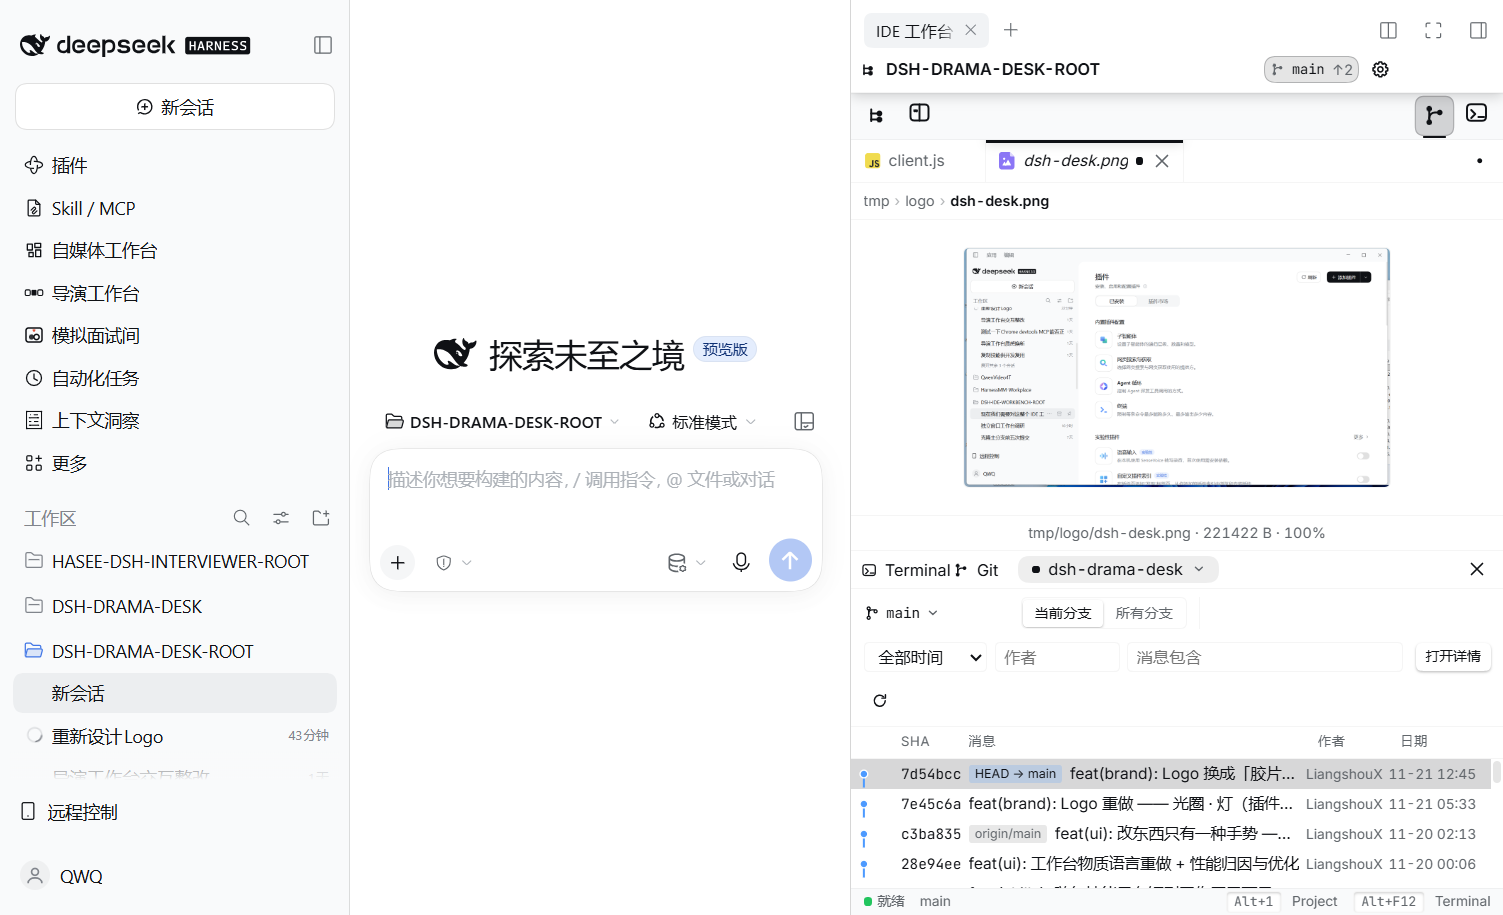 deepseek HARNESS
新会话
插件
Skill / MCP
自媒体工作台
导演工作台
模拟面试间
自动化任务
上下文洞察
更多
工作区
HASEE-DSH-INTERVIEWER-ROOT
DSH-DRAMA-DESK
DSH-DRAMA-DESK-ROOT
新会话
重新设计 Logo 43分钟
远程控制
QWQ
探索未至之境 预览版
DSH-DRAMA-DESK-ROOT 标准模式
描述你想要构建的内容, / 调用指令, @ 文件或对话
IDE 工作台
DSH-DRAMA-DESK-ROOT main ↑2
client.js dsh-desk.png
tmp › logo › dsh-desk.png
deepseek HARNESS
新会话
插件
tmp/logo/dsh-desk.png · 221422 B · 100%
Terminal Git dsh-drama-desk
main 当前分支 所有分支
全部时间 作者 消息包含 打开详情
SHA 消息 作者 日期
7d54bcc HEAD → main feat(brand): Logo 换成「胶片... LiangshouX 11-21 12:45
7e45c6a feat(brand): Logo 重做 —— 光圈 · 灯（插件... LiangshouX 11-21 05:33
c3ba835 origin/main feat(ui): 改东西只有一种手势 —... LiangshouX 11-20 02:13
28e94ee feat(ui): 工作台物质语言重做 + 性能归因与优化 LiangshouX 11-20 00:06
就绪 main Alt+1 Project Alt+F12 Terminal